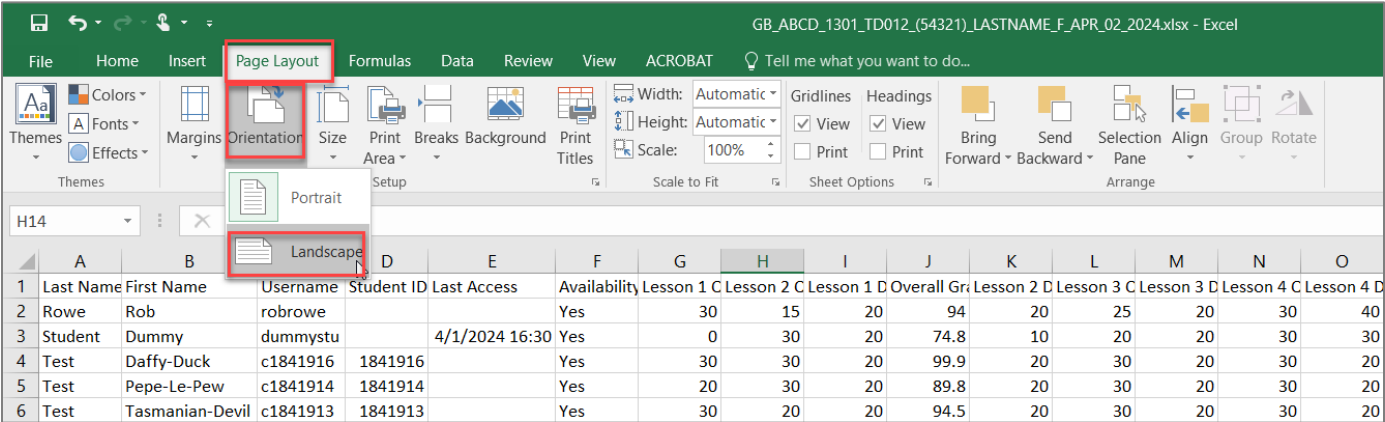 GB_ABCD_1301_TD012_(54321)_LASTNAME_F_APR_02_2024.xlsx - Excel
File Home Insert Page Layout Formulas Data Review View ACROBAT Tell me what you want to do...
Colors Width: Automatic Gridlines Headings
Aa A Fonts Height: Automatic View View
Themes Effects Margins Orientation Size Print Area Breaks Background Print Titles Scale: 100% Print Print Bring Forward Send Backward Selection Pane Align Group Rotate
Themes Setup Scale to Fit Sheet Options Arrange
Portrait
H14
Landscape
A B D E F G H I J K L M N O
1 Last Name First Name Username Student ID Last Access Availability Lesson 1 C Lesson 2 C Lesson 1 D Overall Gra Lesson 2 D Lesson 3 C Lesson 3 D Lesson 4 C Lesson 4 D
2 Rowe Rob robrowe Yes 30 15 20 94 20 25 20 30 40
3 Student Dummy dummystu 4/1/2024 16:30 Yes 0 30 20 74.8 10 20 20 30 30
4 Test Daffy-Duck c1841916 1841916 Yes 30 30 20 99.9 20 30 20 30 20
5 Test Pepe-Le-Pew c1841914 1841914 Yes 20 30 20 89.8 20 30 20 30 20
6 Test Tasmanian-Devil c1841913 1841913 Yes 30 20 20 94.5 20 30 20 30 20